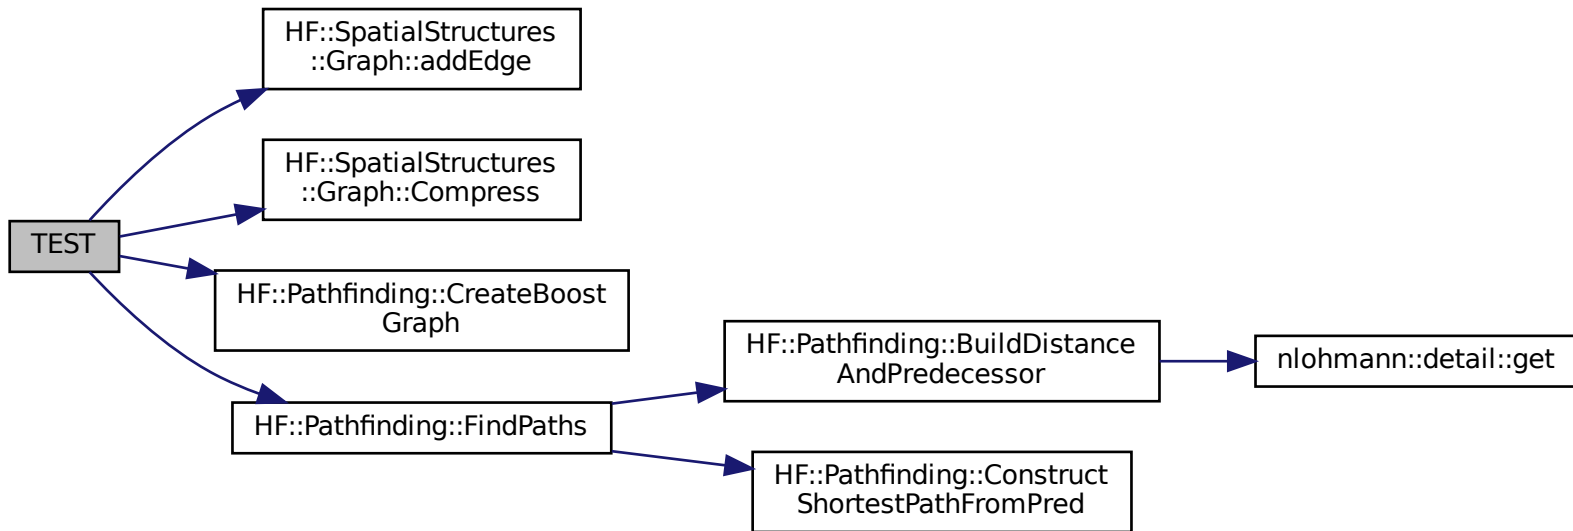 HF::SpatialStructures
::Graph::addEdge
HF::SpatialStructures
::Graph::Compress
TEST
HF::Pathfinding::CreateBoost
Graph
HF::Pathfinding::BuildDistance
AndPredecessor
nlohmann::detail::get
HF::Pathfinding::FindPaths
HF::Pathfinding::Construct
ShortestPathFromPred